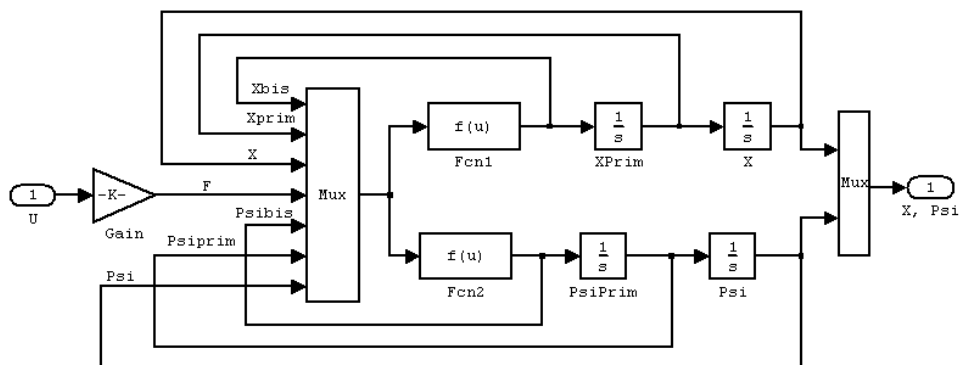 Xbis
Xprim
X
F
Psibis
Psiprim
Psi
1
U
-K-
Gain
Mux
f(u)
Fcn1
1
s
XPrim
1
s
X
f(u)
Fcn2
1
s
PsiPrim
1
s
Psi
Mux
1
X, Psi